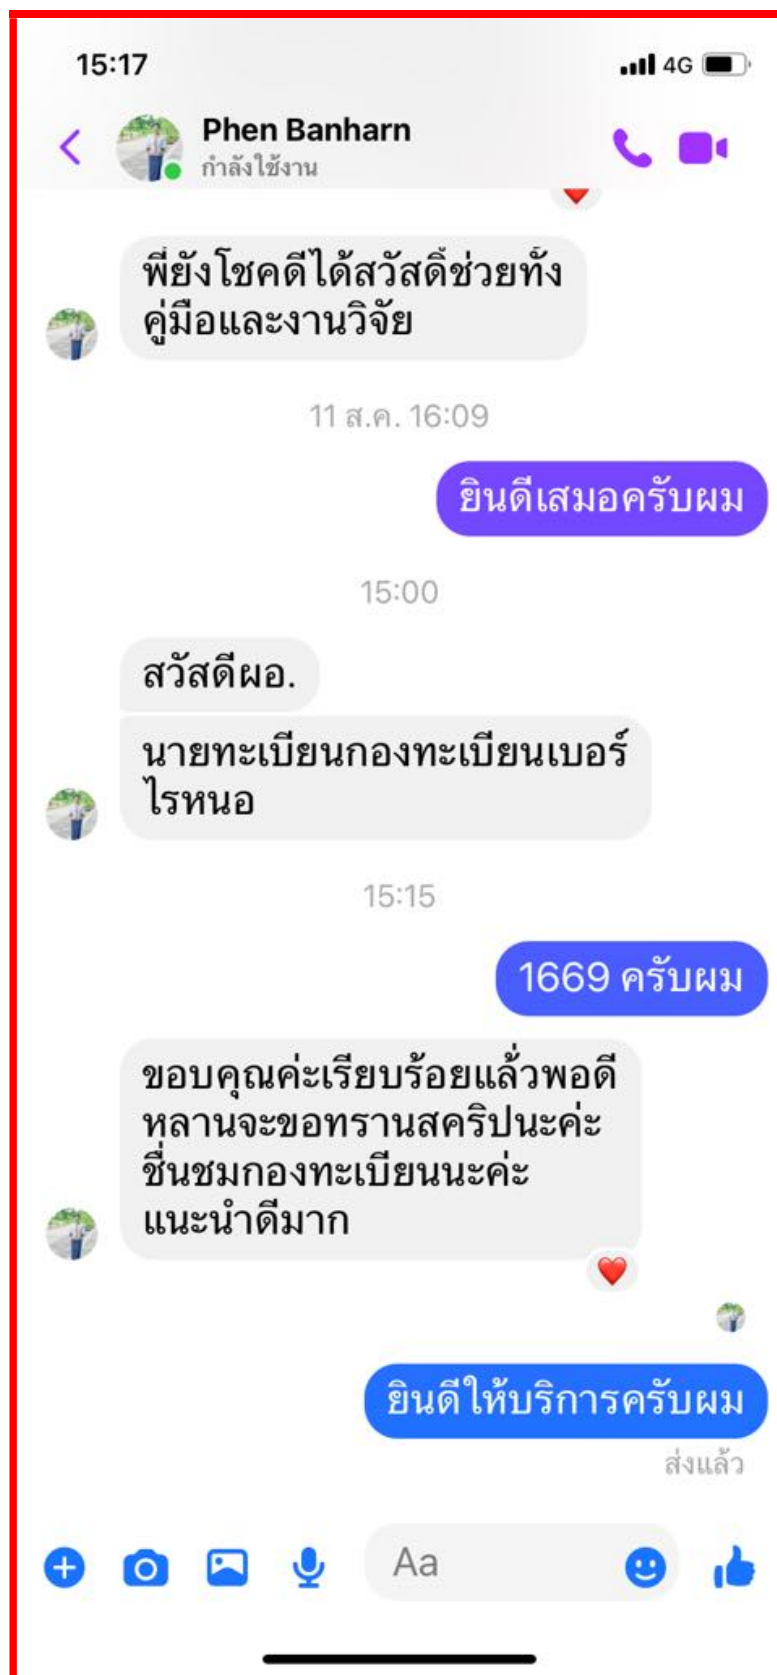 15:17
4G
Phen Banharn
กำลังใช้งาน
พี่ยังโชคดีได้สวัสดิ์ช่วยทั้ง
คู่มือและงานวิจัย
11 ส.ค. 16:09
ยินดีเสมอครับผม
15:00
สวัสดีผอ.
นายทะเบียนกองทะเบียนเบอร์
ไรหนอ
15:15
1669 ครับผม
ขอบคุณค่ะเรียบร้อยแล้่วพอดี
หลานจะขอทรานสคริปนะค่ะ
ชื่นชมกองทะเบียนนะค่ะ
แนะนำดีมาก
ยินดีให้บริการครับผม
ส่งแล้ว
Aa